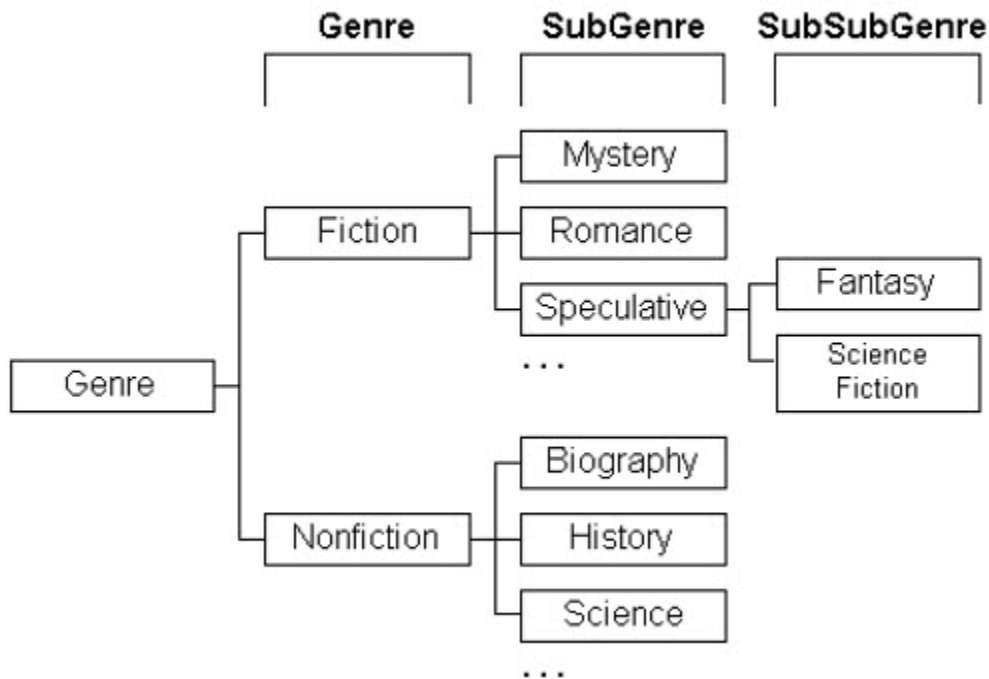 Genre SubGenre SubSubGenre
Mystery
Fiction
Romance
Speculative
Fantasy
Science
Fiction
. . .
Genre
Biography
Nonfiction
History
Science
. . .